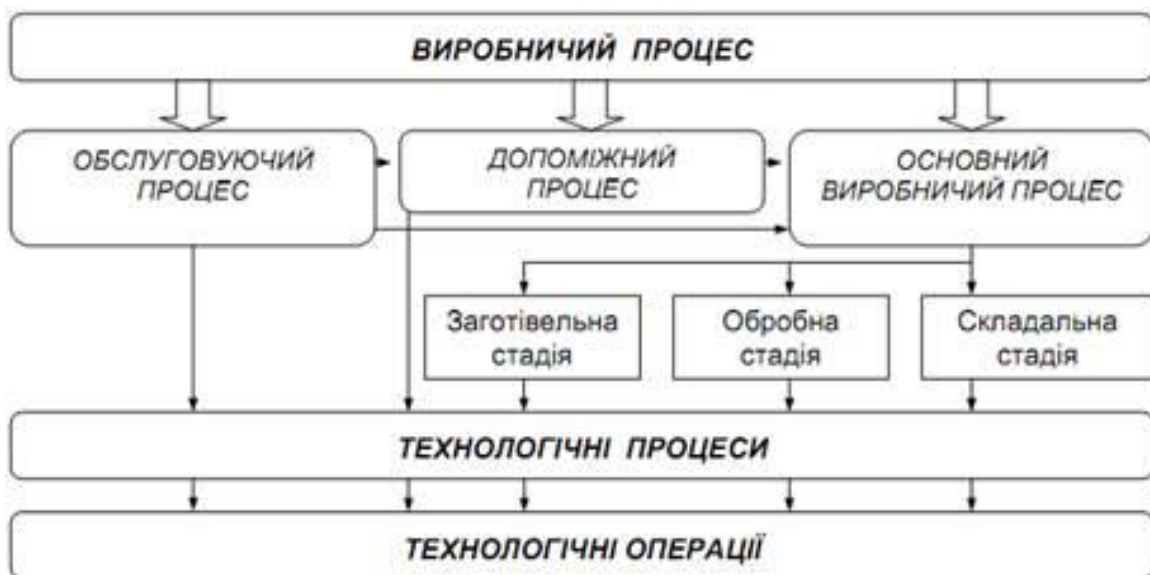 ВИРОБНИЧИЙ ПРОЦЕС
ОБСЛУГОВУЮЧИЙ
ПРОЦЕС
ДОПОМІЖНИЙ
ПРОЦЕС
ОСНОВНИЙ
ВИРОБНИЧИЙ ПРОЦЕС
Заготівельна
стадія
Обробна
стадія
Складальна
стадія
ТЕХНОЛОГІЧНІ ПРОЦЕСИ
ТЕХНОЛОГІЧНІ ОПЕРАЦІЇ